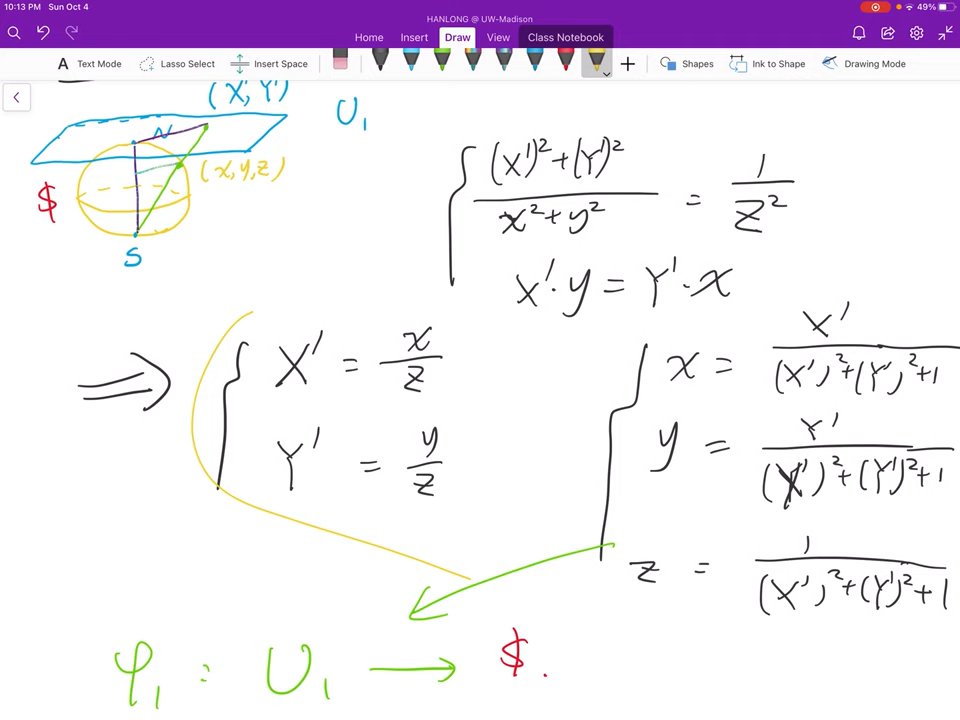 10:13 PM Sun Oct 4
49%
HANLONG @ UW-Madison
Home Insert Draw View Class Notebook
A Text Mode Lasso Select Insert Space Shapes Ink to Shape Drawing Mode
(X', Y')
U₁
N
(x, y, z)
$
S
((X')²+(Y')²)/(x²+y²) = 1/z²
X'·y = Y'·x
⟹ { X' = x/z
Y' = y/z
{ x = X'/((X')²+(Y')²+1)
y = Y'/((X')²+(Y')²+1)
z = 1/((X')²+(Y')²+1)
φ₁ : U₁ ⟶ $.